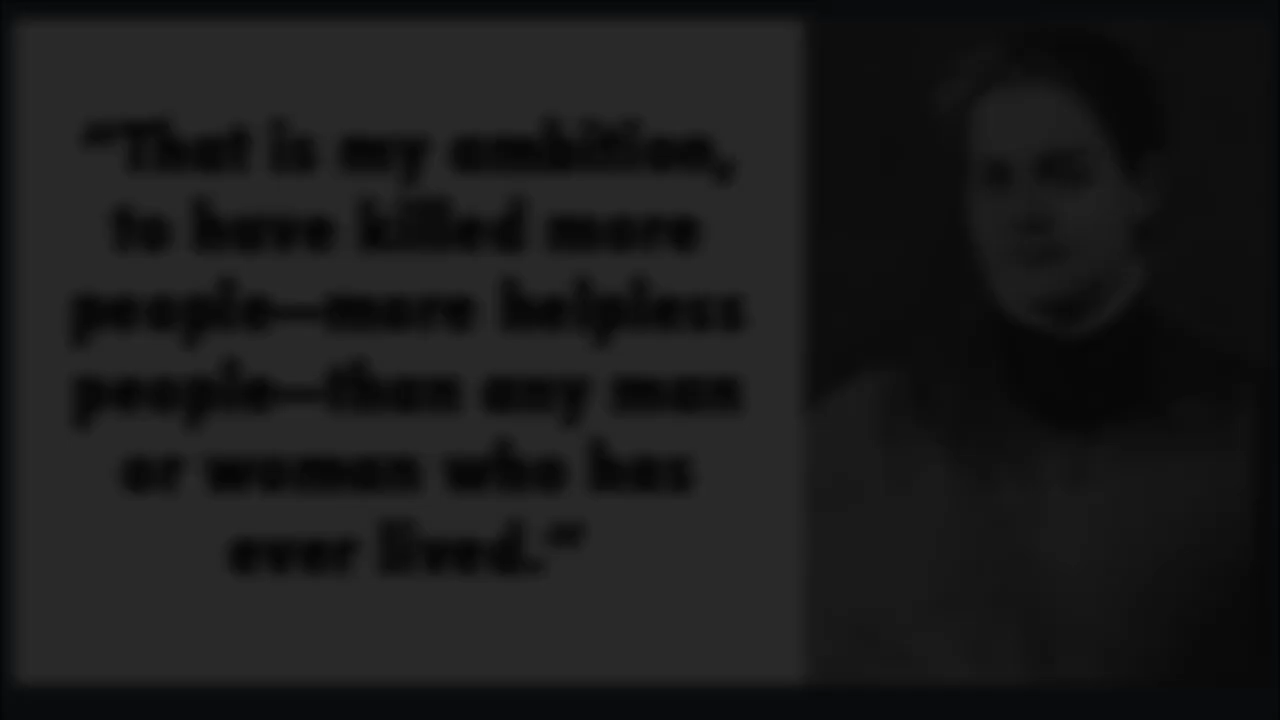 “That is my ambition,
to have killed more
people—more helpless
people—than any man
or woman who has
ever lived.”